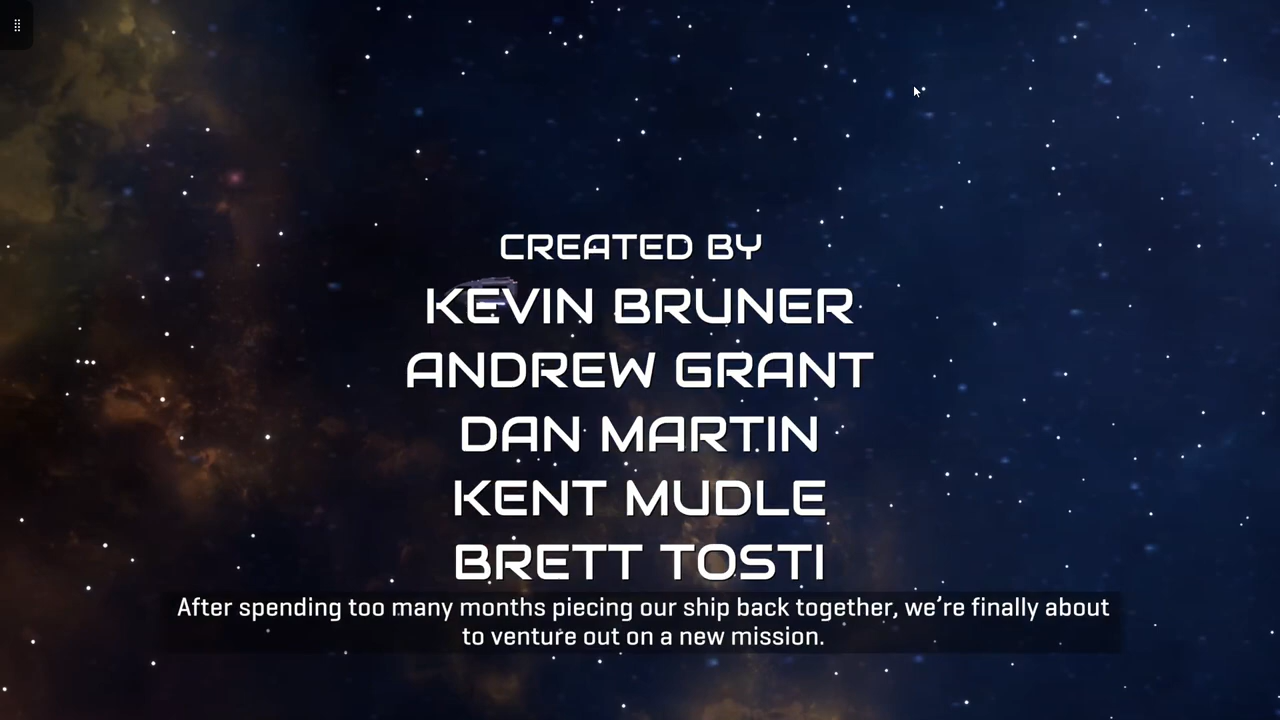 CREATED BY
KEVIN BRUNER
ANDREW GRANT
DAN MARTIN
KENT MUDLE
BRETT TOSTI
After spending too many months piecing our ship back together, we’re finally about
to venture out on a new mission.